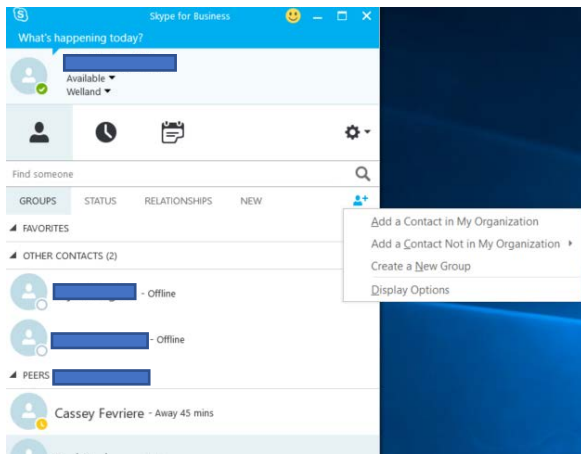 Skype for Business
What's happening today?
Available
Welland
Find someone
GROUPS STATUS RELATIONSHIPS NEW
Add a Contact in My Organization
FAVORITES
Add a Contact Not in My Organization
OTHER CONTACTS (2)
Create a New Group
Display Options
- Offline
- Offline
PEERS
Cassey Fevriere - Away 45 mins